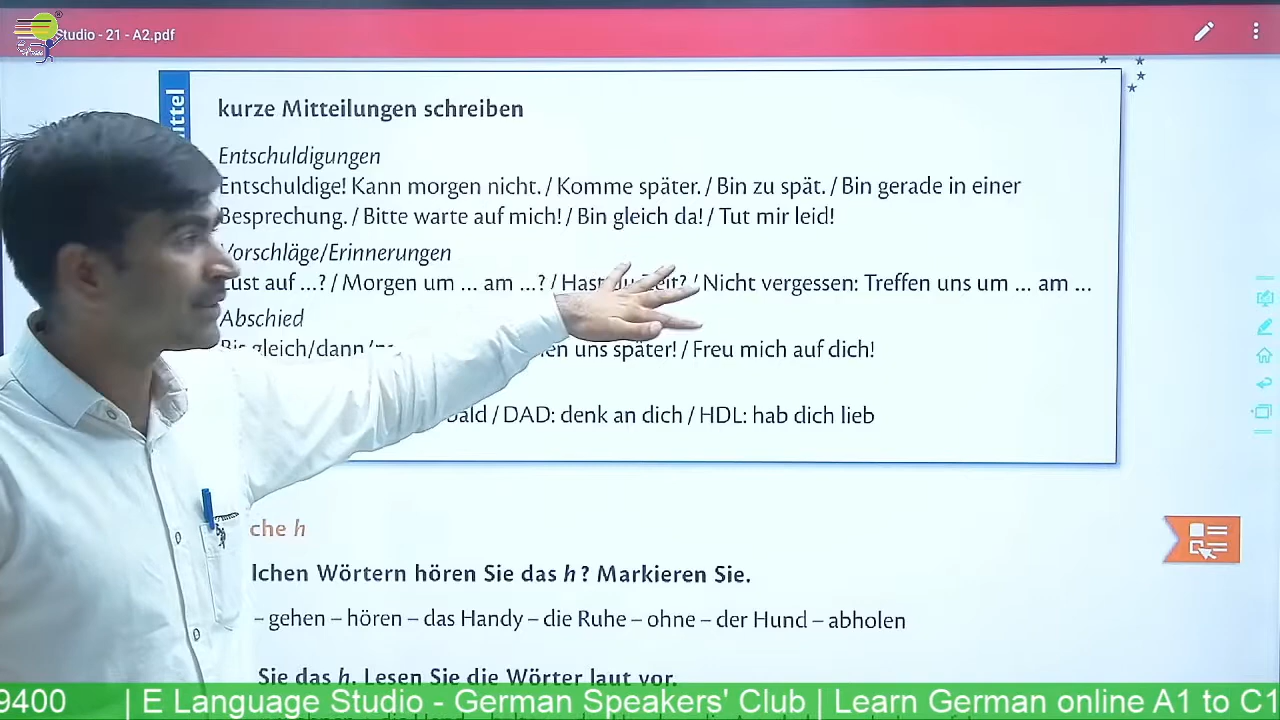 Studio - 21 - A2.pdf
kurze Mitteilungen schreiben
Entschuldigungen
Entschuldige! Kann morgen nicht. / Komme später. / Bin zu spät. / Bin gerade in einer
Besprechung. / Bitte warte auf mich! / Bin gleich da! / Tut mir leid!
Vorschläge/Erinnerungen
Lust auf ...? / Morgen um ... am ...? / Hast du Zeit? / Nicht vergessen: Treffen uns um ... am ...
Abschied
Bis gleich/dann/ uns später! / Freu mich auf dich!
bald / DAD: denk an dich / HDL: hab dich lieb
che h
lchen Wörtern hören Sie das h? Markieren Sie.
– gehen – hören – das Handy – die Ruhe – ohne – der Hund – abholen
Sie das h. Lesen Sie die Wörter laut vor.
9400 | E Language Studio - German Speakers' Club | Learn German online A1 to C1